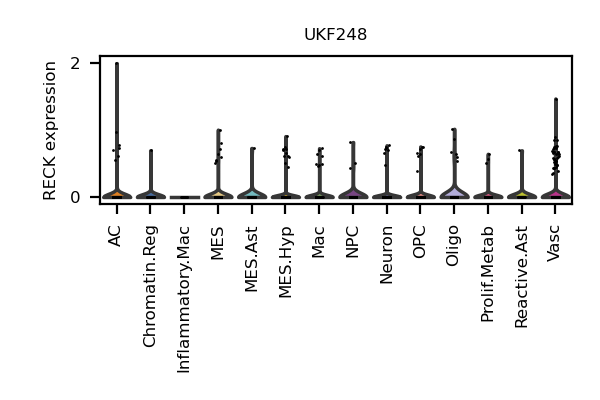 UKF248
RECK expression
2
0
AC
Chromatin.Reg
Inflammatory.Mac
MES
MES.Ast
MES.Hyp
Mac
NPC
Neuron
OPC
Oligo
Prolif.Metab
Reactive.Ast
Vasc